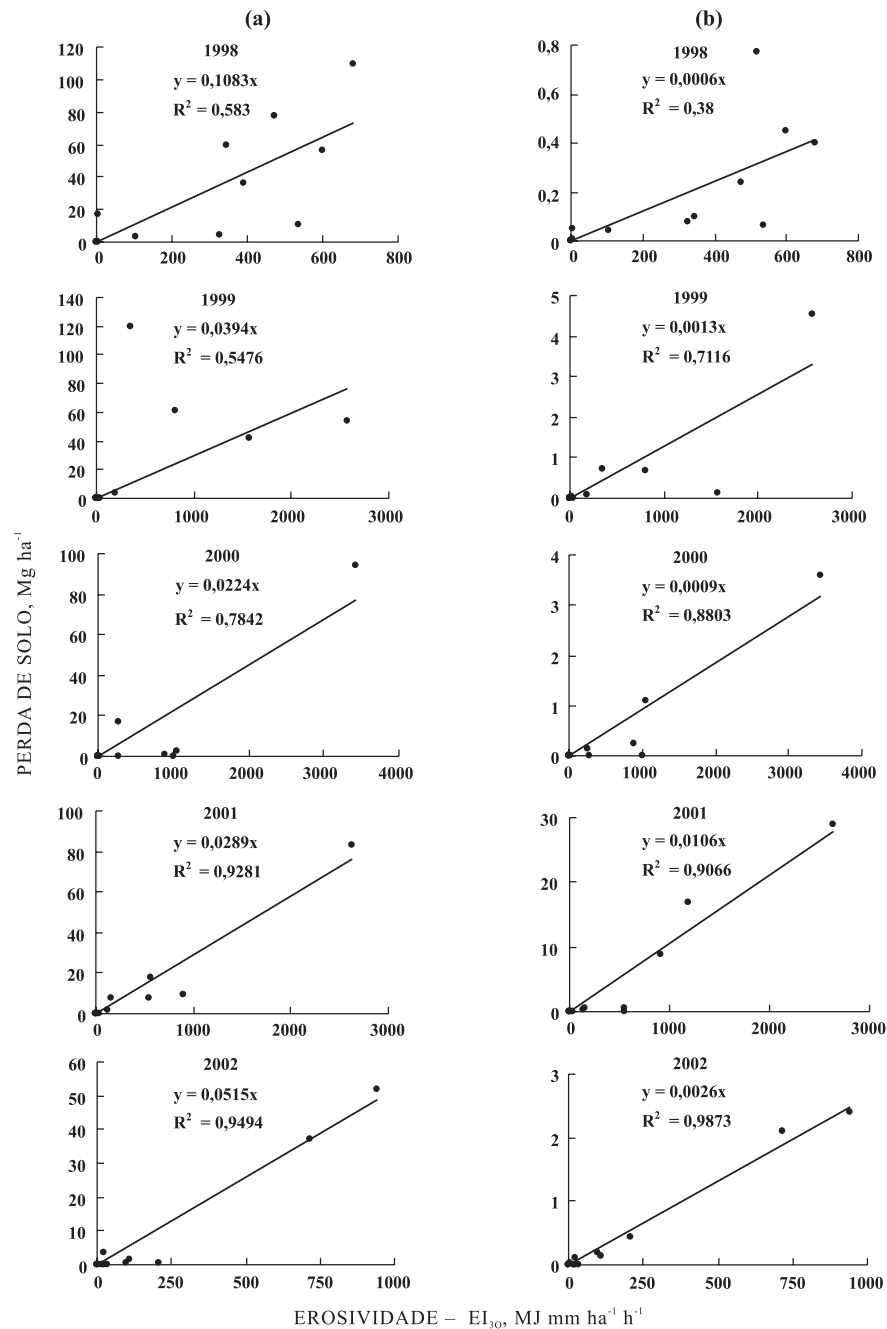 (a)
(b)
PERDA DE SOLO, Mg ha⁻¹
1998
y = 0,1083x
R² = 0,583
120
100
80
60
40
20
0
0 200 400 600 800
1998
y = 0,0006x
R² = 0,38
0,8
0,6
0,4
0,2
0
0 200 400 600 800
1999
y = 0,0394x
R² = 0,5476
140
120
100
80
60
40
20
0
0 1000 2000 3000
1999
y = 0,0013x
R² = 0,7116
5
4
3
2
1
0
0 1000 2000 3000
2000
y = 0,0224x
R² = 0,7842
100
80
60
40
20
0
0 1000 2000 3000 4000
2000
y = 0,0009x
R² = 0,8803
4
3
2
1
0
0 1000 2000 3000 4000
2001
y = 0,0289x
R² = 0,9281
100
80
60
40
20
0
0 1000 2000 3000
2001
y = 0,0106x
R² = 0,9066
30
20
10
0
0 1000 2000 3000
2002
y = 0,0515x
R² = 0,9494
60
50
40
30
20
10
0
0 250 500 750 1000
2002
y = 0,0026x
R² = 0,9873
3
2
1
0
0 250 500 750 1000
EROSIVIDADE – EI₃₀, MJ mm ha⁻¹ h⁻¹